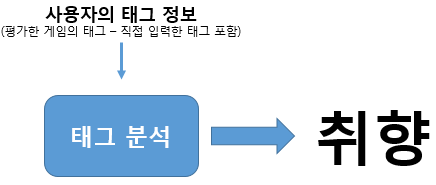 사용자의 태그 정보
(평가한 게임의 태그 – 직접 입력한 태그 포함)
태그 분석
취향